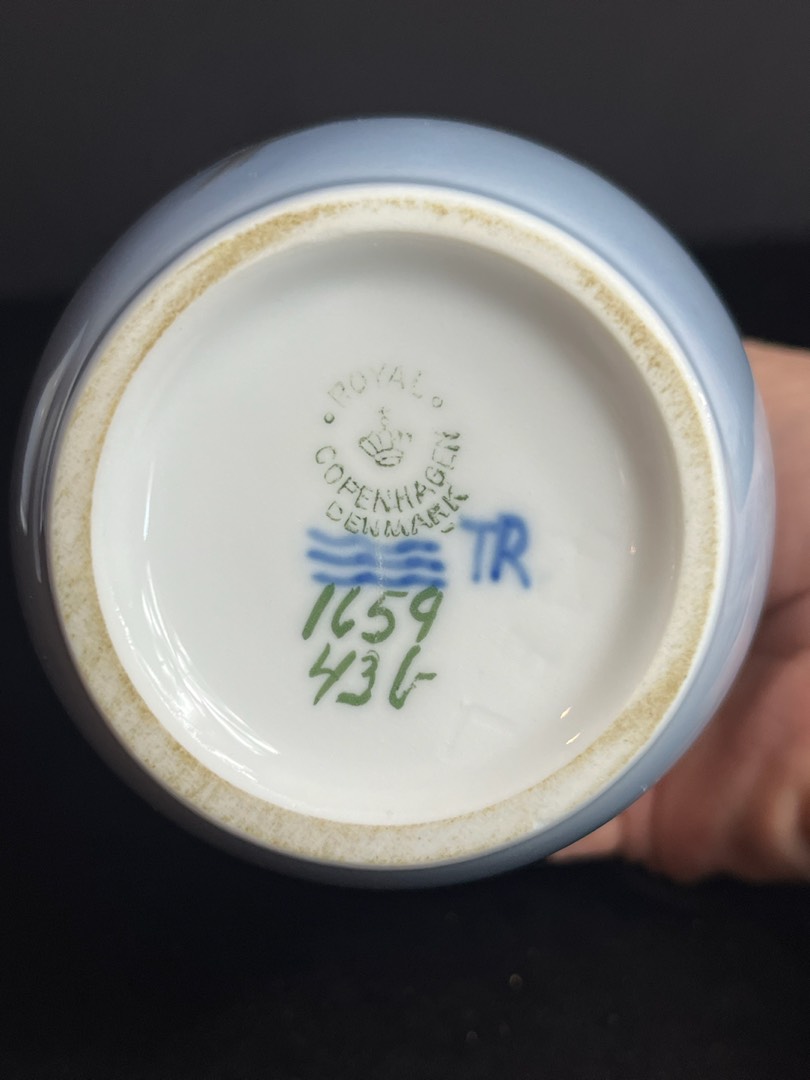 ROYAL
COPENHAGEN
DENMARK
TR
1659
436